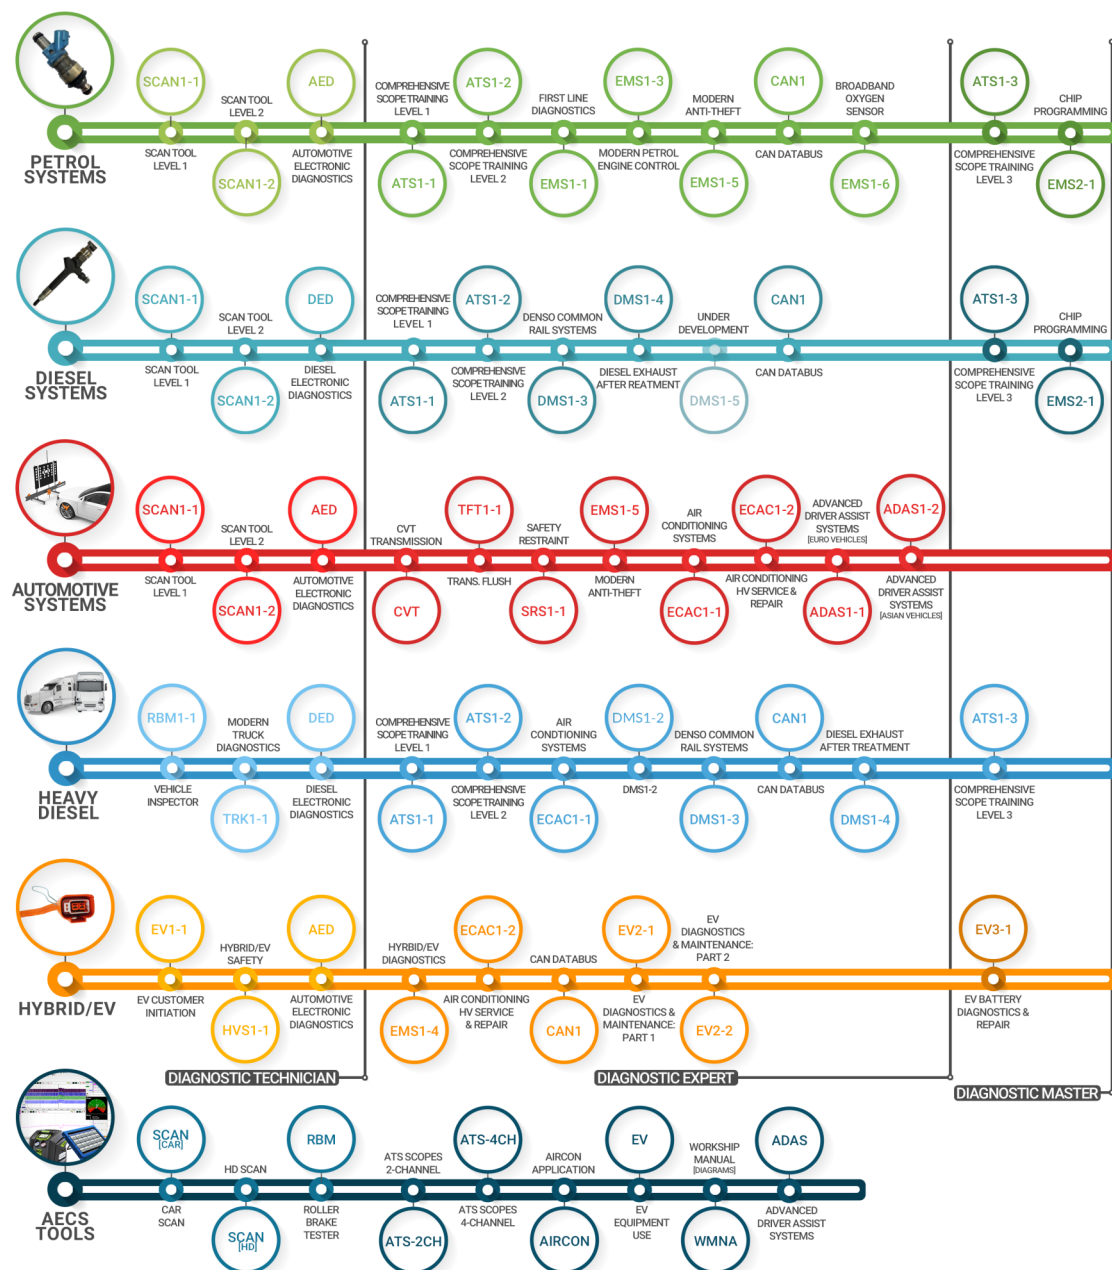 SCAN1-1
SCAN TOOL
LEVEL 2
AED
COMPREHENSIVE
SCOPE TRAINING
LEVEL 1
ATS1-2
FIRST LINE
DIAGNOSTICS
EMS1-3
MODERN
ANTI-THEFT
CAN1
BROADBAND
OXYGEN
SENSOR
ATS1-3
CHIP
PROGRAMMING
PETROL
SYSTEMS
SCAN TOOL
LEVEL 1
SCAN1-2
AUTOMOTIVE
ELECTRONIC
DIAGNOSTICS
ATS1-1
COMPREHENSIVE
SCOPE TRAINING
LEVEL 2
EMS1-1
MODERN PETROL
ENGINE CONTROL
EMS1-5
CAN DATABUS
EMS1-6
COMPREHENSIVE
SCOPE TRAINING
LEVEL 3
EMS2-1
SCAN1-1
SCAN TOOL
LEVEL 2
DED
COMPREHENSIVE
SCOPE TRAINING
LEVEL 1
ATS1-2
DENSO COMMON
RAIL SYSTEMS
DMS1-4
UNDER
DEVELOPMENT
CAN1
ATS1-3
CHIP
PROGRAMMING
DIESEL
SYSTEMS
SCAN TOOL
LEVEL 1
SCAN1-2
DIESEL
ELECTRONIC
DIAGNOSTICS
ATS1-1
COMPREHENSIVE
SCOPE TRAINING
LEVEL 2
DMS1-3
DIESEL EXHAUST
AFTER REATMENT
DMS1-5
CAN DATABUS
COMPREHENSIVE
SCOPE TRAINING
LEVEL 3
EMS2-1
SCAN1-1
SCAN TOOL
LEVEL 2
AED
CVT
TRANSMISSION
TFT1-1
SAFETY
RESTRAINT
EMS1-5
AIR
CONDITIONING
SYSTEMS
ECAC1-2
ADVANCED
DRIVER ASSIST
SYSTEMS
[EURO VEHICLES]
ADAS1-2
AUTOMOTIVE
SYSTEMS
SCAN TOOL
LEVEL 1
SCAN1-2
AUTOMOTIVE
ELECTRONIC
DIAGNOSTICS
CVT
TRANS. FLUSH
SRS1-1
MODERN
ANTI-THEFT
ECAC1-1
AIR CONDITIONING
HV SERVICE &
REPAIR
ADAS1-1
ADVANCED
DRIVER ASSIST
SYSTEMS
[ASIAN VEHICLES]
RBM1-1
MODERN
TRUCK
DIAGNOSTICS
DED
COMPREHENSIVE
SCOPE TRAINING
LEVEL 1
ATS1-2
AIR
CONDTIONING
SYSTEMS
DMS1-2
DENSO COMMON
RAIL SYSTEMS
CAN1
DIESEL EXHAUST
AFTER TREATMENT
ATS1-3
HEAVY
DIESEL
VEHICLE
INSPECTOR
TRK1-1
DIESEL
ELECTRONIC
DIAGNOSTICS
ATS1-1
COMPREHENSIVE
SCOPE TRAINING
LEVEL 2
ECAC1-1
DMS1-2
DMS1-3
CAN DATABUS
DMS1-4
COMPREHENSIVE
SCOPE TRAINING
LEVEL 3
EV1-1
HYBRID/EV
SAFETY
AED
HYRBID/EV
DIAGNOSTICS
ECAC1-2
CAN DATABUS
EV2-1
EV
DIAGNOSTICS
& MAINTENANCE:
PART 2
EV3-1
HYBRID/EV
EV CUSTOMER
INITIATION
HVS1-1
AUTOMOTIVE
ELECTRONIC
DIAGNOSTICS
EMS1-4
AIR CONDITIONING
HV SERVICE
& REPAIR
CAN1
EV
DIAGNOSTICS &
MAINTENANCE:
PART 1
EV2-2
EV BATTERY
DIAGNOSTICS &
REPAIR
DIAGNOSTIC TECHNICIAN
DIAGNOSTIC EXPERT
DIAGNOSTIC MASTER
SCAN
[CAR]
HD SCAN
RBM
ATS SCOPES
2-CHANNEL
ATS-4CH
AIRCON
APPLICATION
EV
WORKSHIP
MANUAL
[DIAGRAMS]
ADAS
AECS
TOOLS
CAR
SCAN
SCAN
[HD]
ROLLER
BRAKE
TESTER
ATS-2CH
ATS SCOPES
4-CHANNEL
AIRCON
EV
EQUIPMENT
USE
WMNA
ADVANCED
DRIVER ASSIST
SYSTEMS